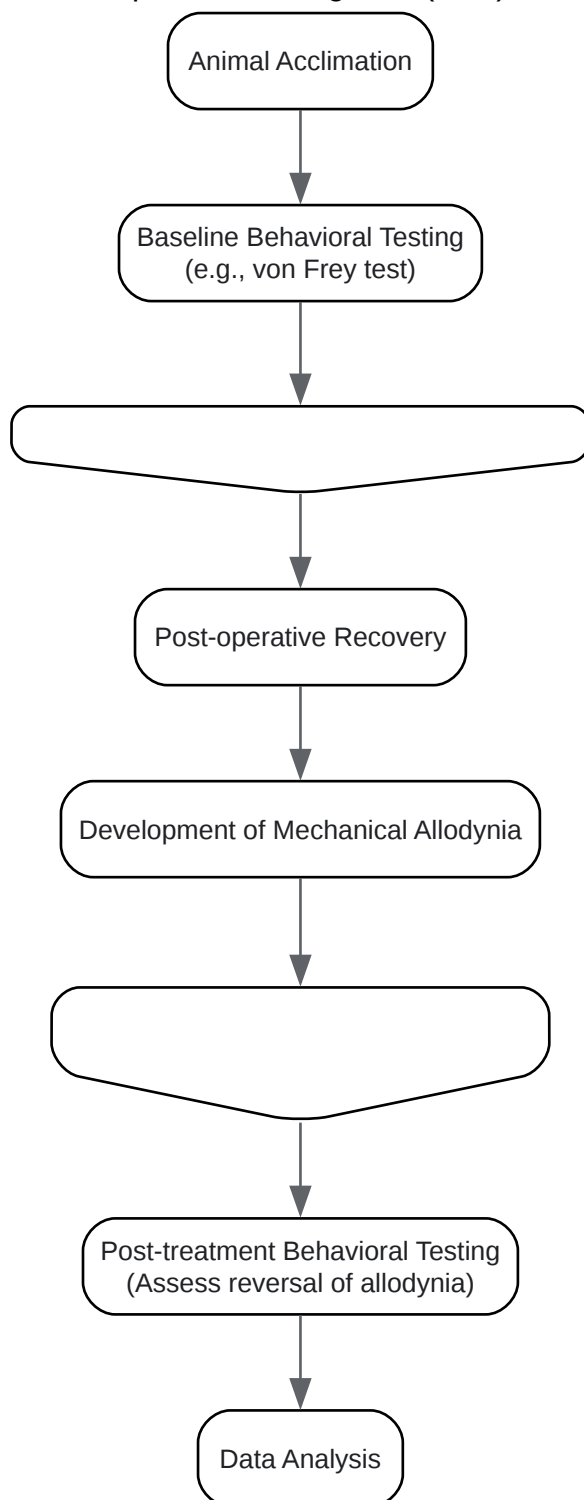 Animal Acclimation
Baseline Behavioral Testing
(e.g., von Frey test)
Post-operative Recovery
Development of Mechanical Allodynia
Post-treatment Behavioral Testing
(Assess reversal of allodynia)
Data Analysis